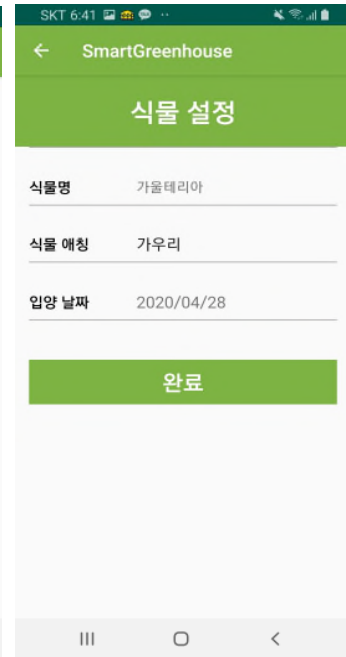 SKT 6:41
← SmartGreenhouse
식물 설정
식물명 가울테리아
식물 애칭 가우리
입양 날짜 2020/04/28
완료